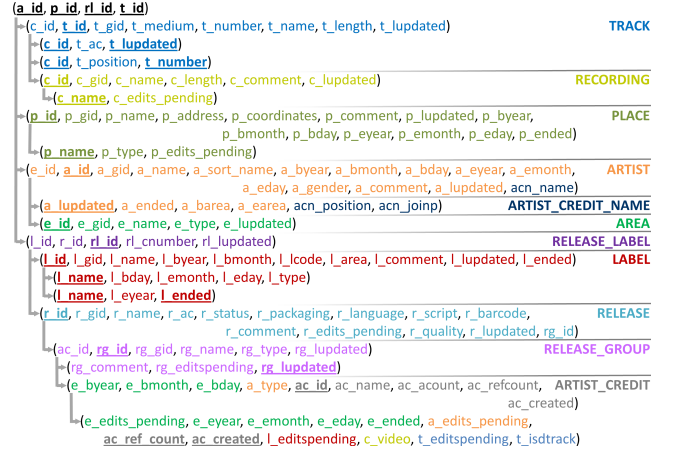 (a_id, p_id, rl_id, t_id)
(c_id, t_id, t_gid, t_medium, t_number, t_name, t_length, t_lupdated) TRACK
(c_id, t_ac, t_lupdated)
(c_id, t_position, t_number)
(c_id, c_gid, c_name, c_length, c_comment, c_lupdated) RECORDING
(c_name, c_edits_pending)
(p_id, p_gid, p_name, p_address, p_coordinates, p_comment, p_lupdated, p_byear, PLACE
p_bmonth, p_bday, p_eyear, p_emonth, p_eday, p_ended)
(p_name, p_type, p_edits_pending)
(e_id, a_id, a_gid, a_name, a_sort_name, a_byear, a_bmonth, a_bday, a_eyear, a_emonth, ARTIST
a_eday, a_gender, a_comment, a_lupdated, acn_name)
(a_lupdated, a_ended, a_barea, a_earea, acn_position, acn_joinp) ARTIST_CREDIT_NAME
(e_id, e_gid, e_name, e_type, e_lupdated) AREA
(l_id, r_id, rl_id, rl_cnumber, rl_lupdated) RELEASE_LABEL
(l_id, l_gid, l_name, l_byear, l_bmonth, l_lcode, l_area, l_comment, l_lupdated, l_ended) LABEL
(l_name, l_bday, l_emonth, l_eday, l_type)
(l_name, l_eyear, l_ended)
(r_id, r_gid, r_name, r_ac, r_status, r_packaging, r_language, r_script, r_barcode, RELEASE
r_comment, r_edits_pending, r_quality, r_lupdated, rg_id)
(ac_id, rg_id, rg_gid, rg_name, rg_type, rg_lupdated) RELEASE_GROUP
(rg_comment, rg_editspending, rg_lupdated)
(e_byear, e_bmonth, e_bday, a_type, ac_id, ac_name, ac_acount, ac_refcount, ARTIST_CREDIT
ac_created)
(e_edits_pending, e_eyear, e_emonth, e_eday, e_ended, a_edits_pending,
ac_ref_count, ac_created, l_editspending, c_video, t_editspending, t_isdtrack)